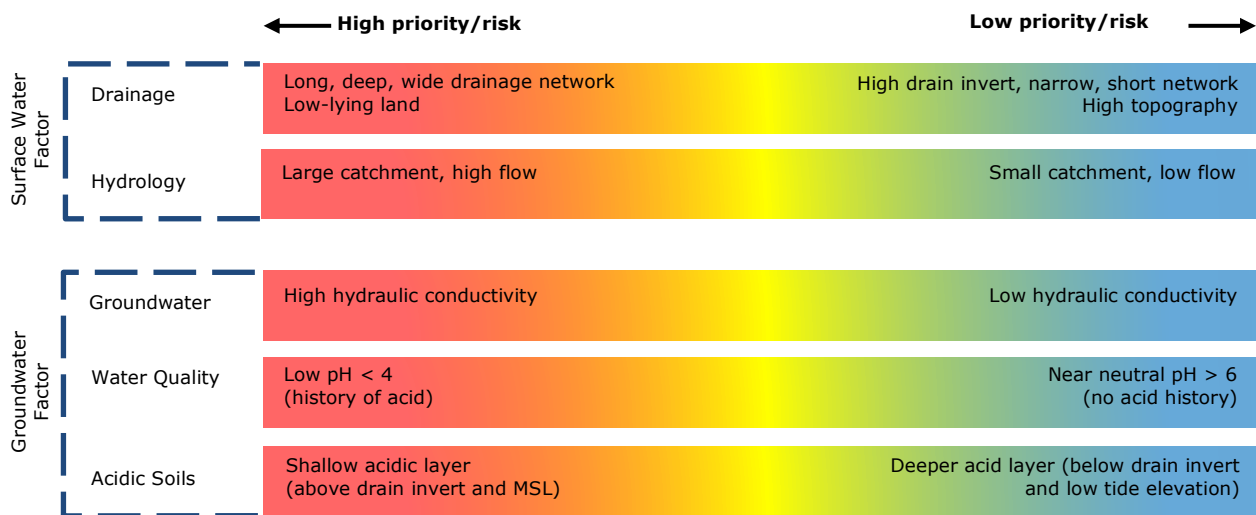 High priority/risk
Low priority/risk
Surface Water
Factor
Drainage
Long, deep, wide drainage network
Low-lying land
High drain invert, narrow, short network
High topography
Hydrology
Large catchment, high flow
Small catchment, low flow
Groundwater
Factor
Groundwater
High hydraulic conductivity
Low hydraulic conductivity
Water Quality
Low pH < 4
(history of acid)
Near neutral pH > 6
(no acid history)
Acidic Soils
Shallow acidic layer
(above drain invert and MSL)
Deeper acid layer (below drain invert
and low tide elevation)